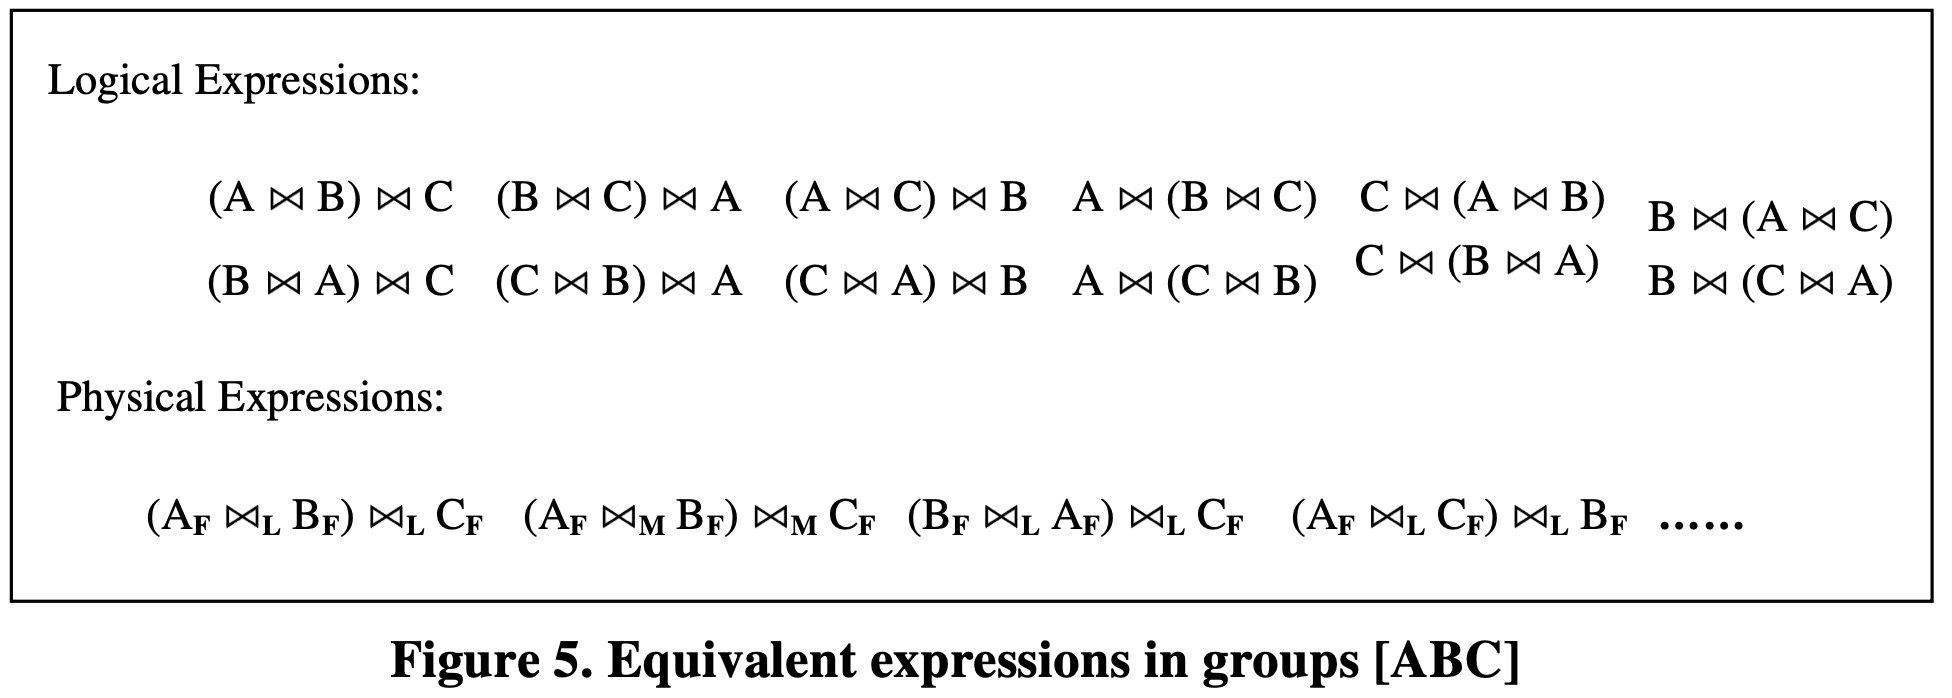 Logical Expressions:
(A ⋈ B) ⋈ C (B ⋈ C) ⋈ A (A ⋈ C) ⋈ B A ⋈ (B ⋈ C) C ⋈ (A ⋈ B) B ⋈ (A ⋈ C)
(B ⋈ A) ⋈ C (C ⋈ B) ⋈ A (C ⋈ A) ⋈ B A ⋈ (C ⋈ B) C ⋈ (B ⋈ A) B ⋈ (C ⋈ A)
Physical Expressions:
(A_F ⋈_L B_F) ⋈_L C_F (A_F ⋈_M B_F) ⋈_M C_F (B_F ⋈_L A_F) ⋈_L C_F (A_F ⋈_L C_F) ⋈_L B_F ......
Figure 5. Equivalent expressions in groups [ABC]